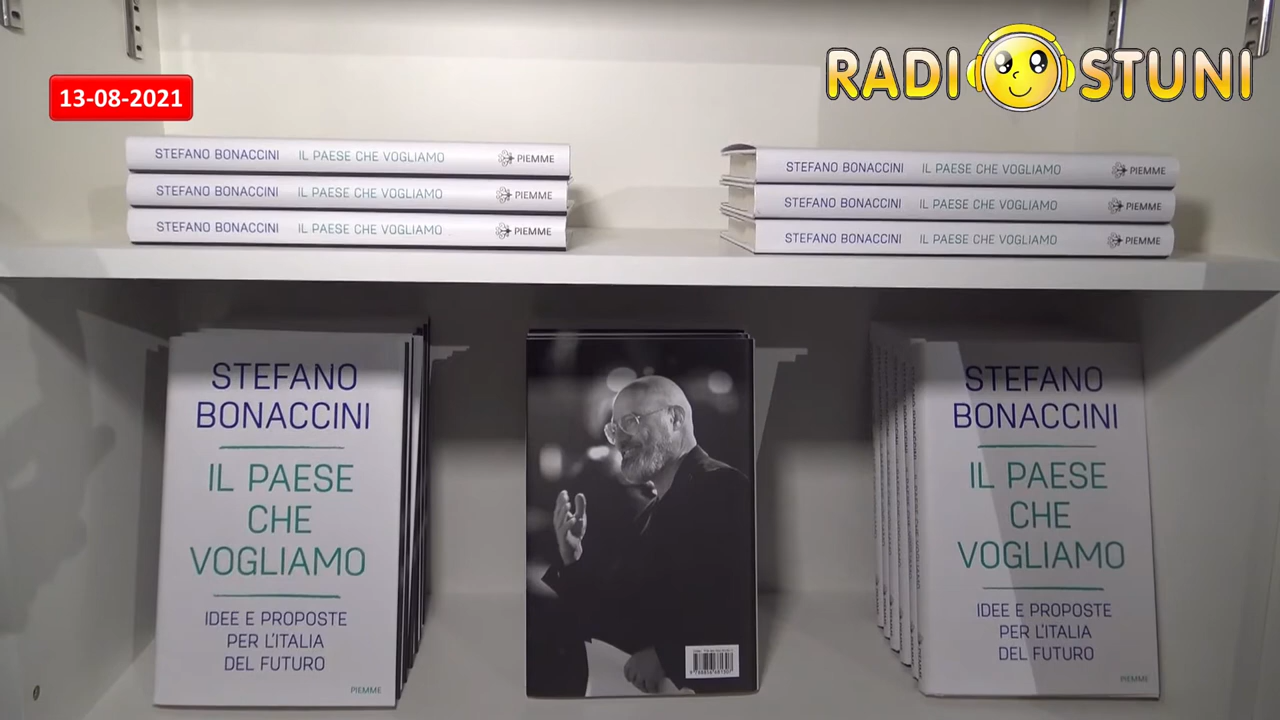 13-08-2021
RADIOSTUNI
STEFANO BONACCINI IL PAESE CHE VOGLIAMO PIEMME
STEFANO BONACCINI IL PAESE CHE VOGLIAMO PIEMME
STEFANO BONACCINI IL PAESE CHE VOGLIAMO PIEMME
STEFANO BONACCINI IL PAESE CHE VOGLIAMO PIEMME
STEFANO BONACCINI IL PAESE CHE VOGLIAMO PIEMME
STEFANO BONACCINI IL PAESE CHE VOGLIAMO PIEMME
STEFANO
BONACCINI
IL PAESE
CHE
VOGLIAMO
IDEE E PROPOSTE
PER L'ITALIA
DEL FUTURO
PIEMME
STEFANO
BONACCINI
IL PAESE
CHE
VOGLIAMO
IDEE E PROPOSTE
PER L'ITALIA
DEL FUTURO
PIEMME